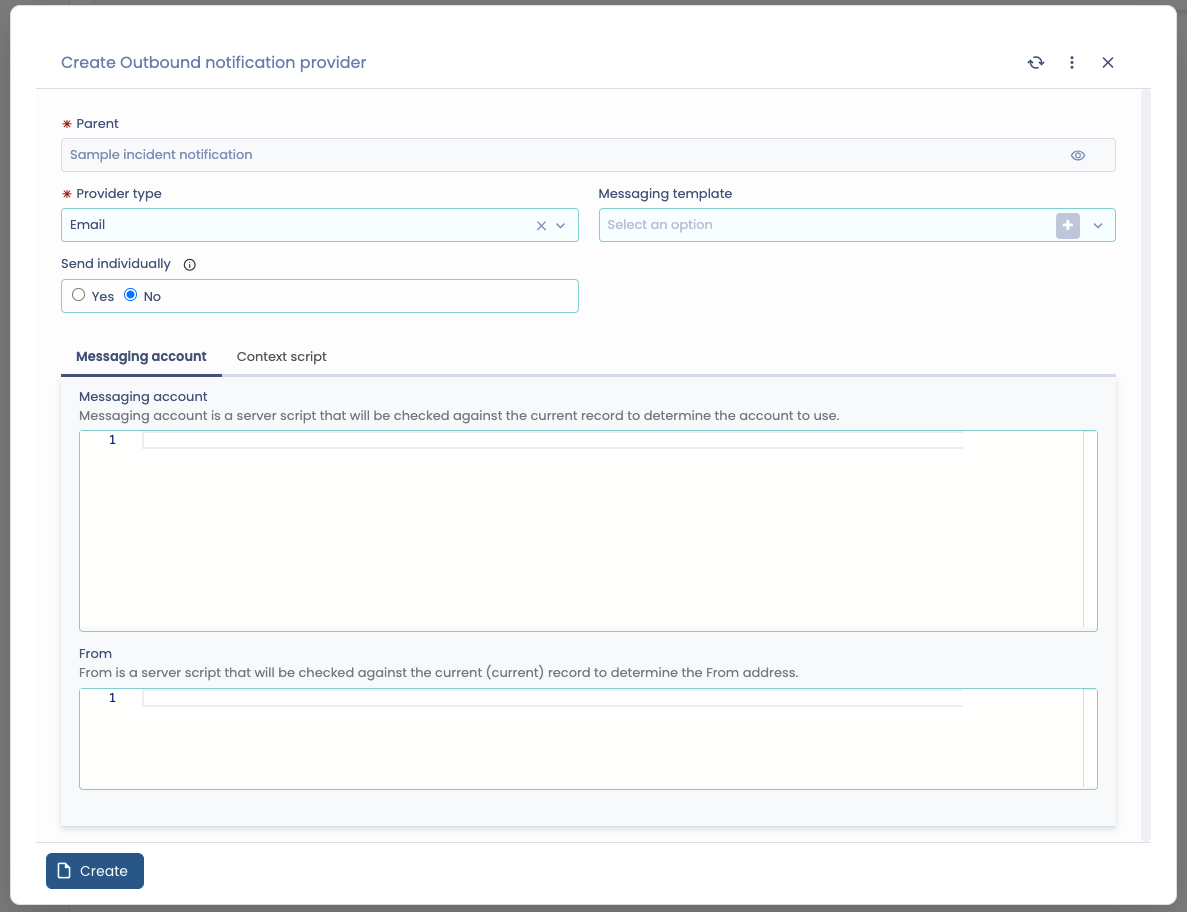 Create Outbound notification provider
* Parent
Sample incident notification
* Provider type
Messaging template
Email
Select an option
Send individually
Yes No
Messaging account Context script
Messaging account
Messaging account is a server script that will be checked against the current record to determine the account to use.
1
From
From is a server script that will be checked against the current (current) record to determine the From address.
1
Create